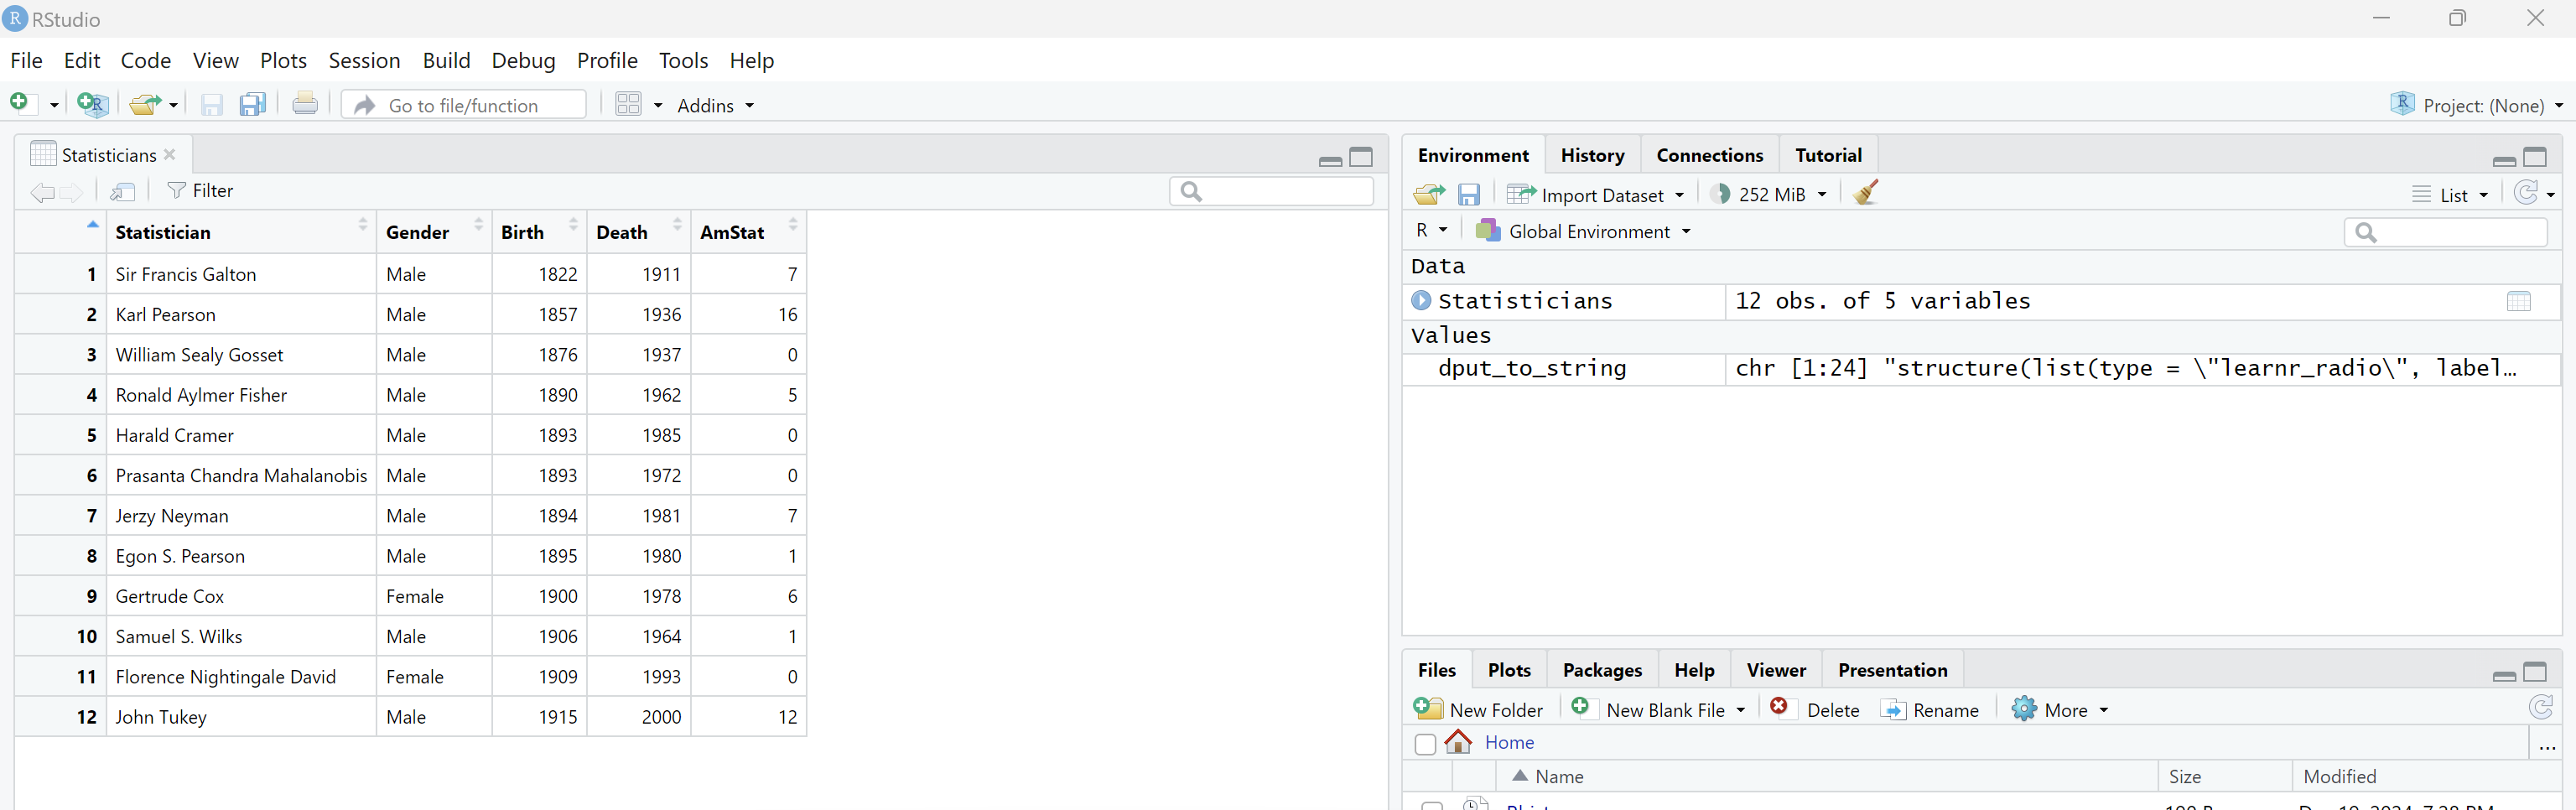 R RStudio
File Edit Code View Plots Session Build Debug Profile Tools Help
Go to file/function Addins Project: (None)
Statisticians
Filter
Statistician Gender Birth Death AmStat
1 Sir Francis Galton Male 1822 1911 7
2 Karl Pearson Male 1857 1936 16
3 William Sealy Gosset Male 1876 1937 0
4 Ronald Aylmer Fisher Male 1890 1962 5
5 Harald Cramer Male 1893 1985 0
6 Prasanta Chandra Mahalanobis Male 1893 1972 0
7 Jerzy Neyman Male 1894 1981 7
8 Egon S. Pearson Male 1895 1980 1
9 Gertrude Cox Female 1900 1978 6
10 Samuel S. Wilks Male 1906 1964 1
11 Florence Nightingale David Female 1909 1993 0
12 John Tukey Male 1915 2000 12
Environment History Connections Tutorial
Import Dataset 252 MiB List
R Global Environment
Data
Statisticians 12 obs. of 5 variables
Values
dput_to_string chr [1:24] "structure(list(type = \"learnr_radio\", label…
Files Plots Packages Help Viewer Presentation
New Folder New Blank File Delete Rename More
Home ...
Name Size Modified